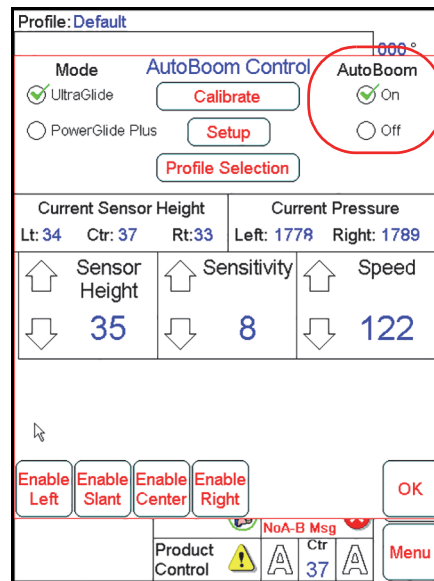 Profile: Default
000°
AutoBoom Control
Mode
AutoBoom
UltraGlide
Calibrate
On
PowerGlide Plus
Setup
Off
Profile Selection
Current Sensor Height
Current Pressure
Lt: 34 Ctr: 37 Rt:33
Left: 1778 Right: 1789
Sensor Height
Sensitivity
Speed
35
8
122
Enable Left
Enable Slant
Enable Center
Enable Right
OK
NoA-B Msg
Product Control
A
Ctr
37
A
Menu